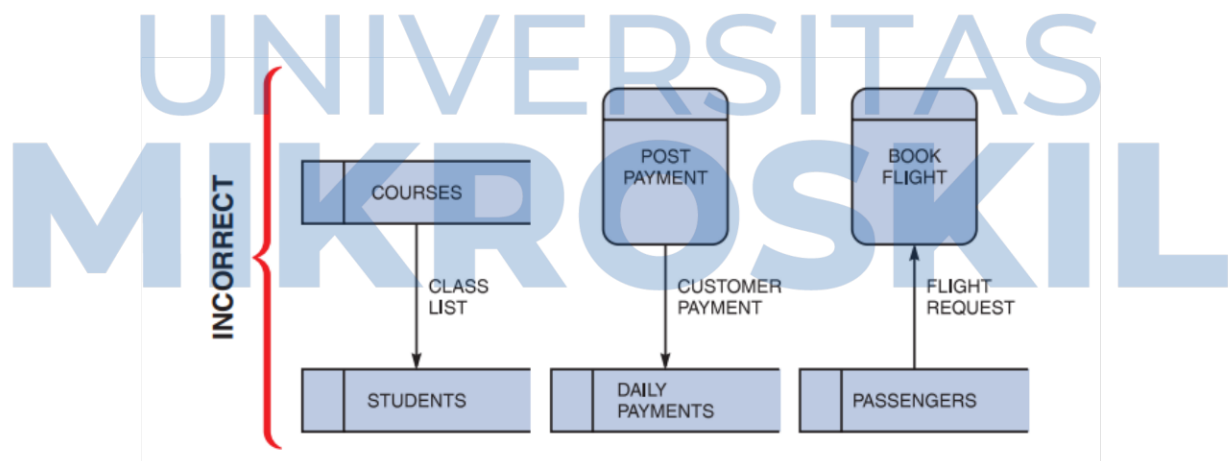 UNIVERSITAS
MIKROSKIL
INCORRECT
COURSES
CLASS
LIST
STUDENTS
POST
PAYMENT
CUSTOMER
PAYMENT
DAILY
PAYMENTS
BOOK
FLIGHT
FLIGHT
REQUEST
PASSENGERS